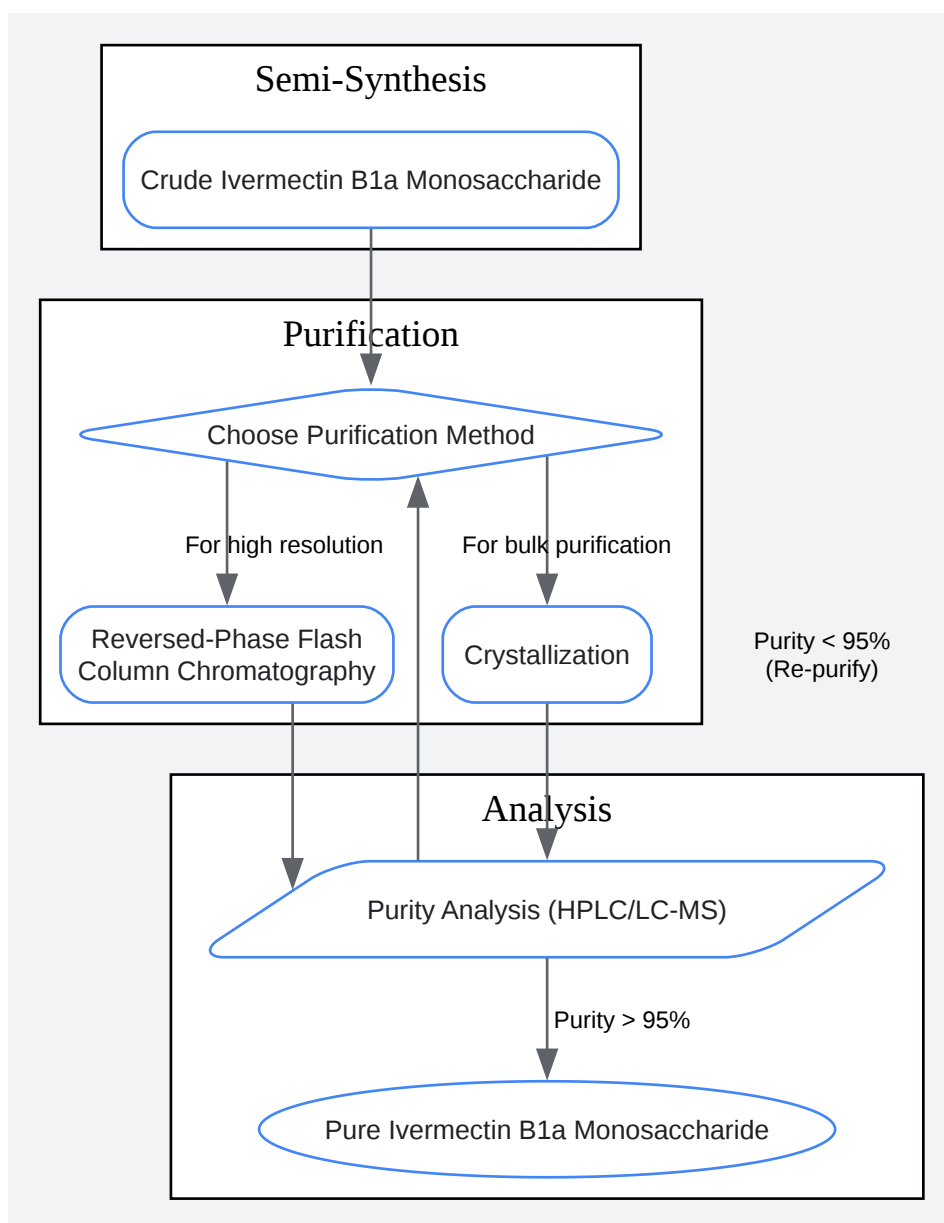 Semi-Synthesis
Crude Ivermectin B1a Monosaccharide
Purification
Choose Purification Method
For high resolution
For bulk purification
Reversed-Phase Flash
Column Chromatography
Crystallization
Purity < 95%
(Re-purify)
Analysis
Purity Analysis (HPLC/LC-MS)
Purity > 95%
Pure Ivermectin B1a Monosaccharide